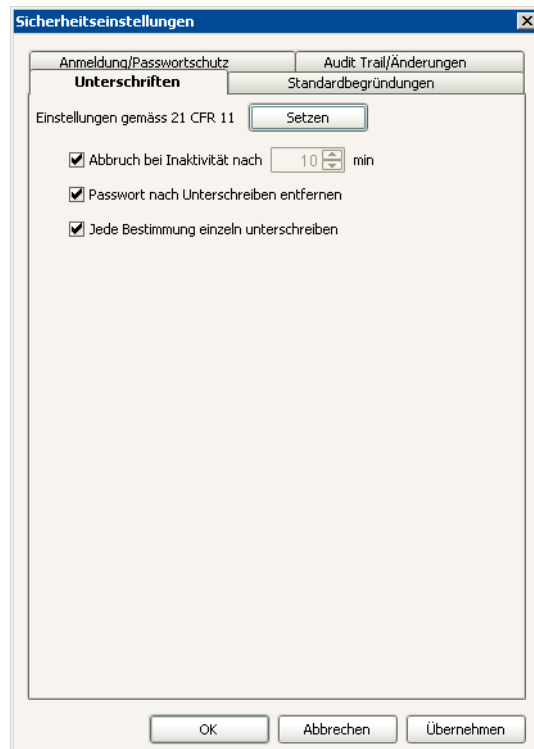 Sicherheitseinstellungen
Anmeldung/Passwortschutz Audit Trail/Änderungen
Unterschriften Standardbegründungen
Einstellungen gemäss 21 CFR 11 Setzen
Abbruch bei Inaktivität nach 10 min
Passwort nach Unterschreiben entfernen
Jede Bestimmung einzeln unterschreiben
OK Abbrechen Übernehmen